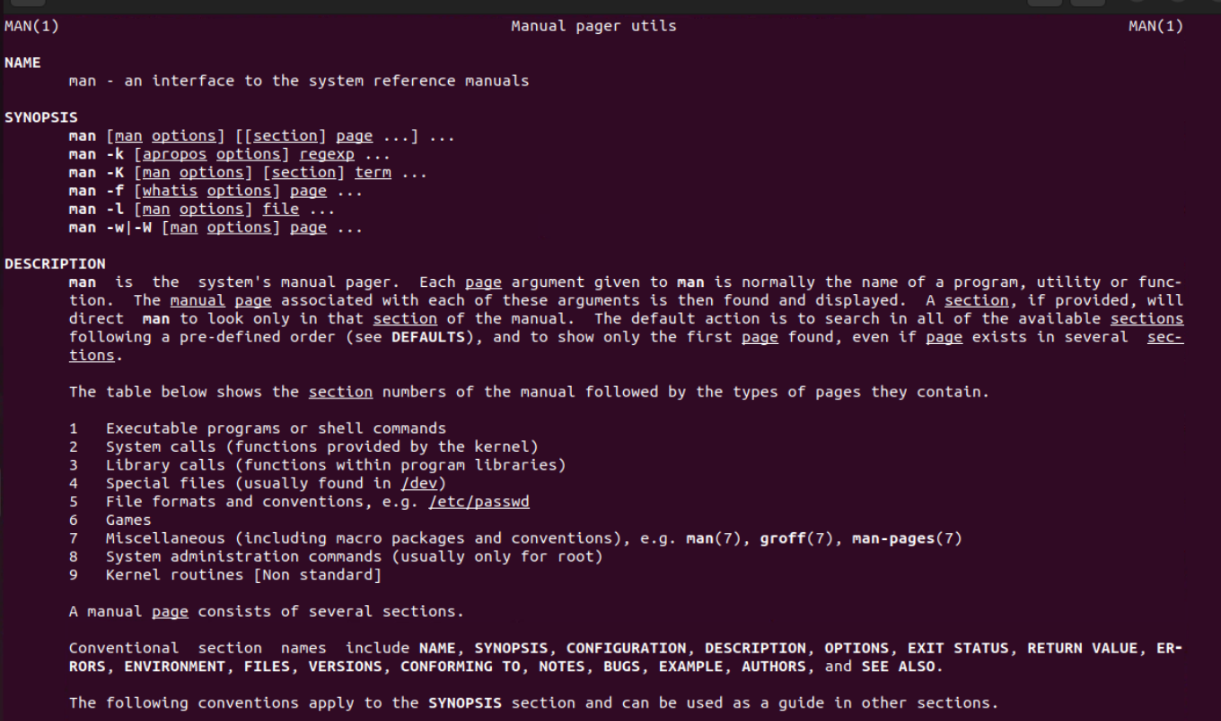 MAN(1) Manual pager utils MAN(1)
NAME
man - an interface to the system reference manuals
SYNOPSIS
man [man options] [[section] page ...] ...
man -k [apropos options] regexp ...
man -K [man options] [section] term ...
man -f [whatis options] page ...
man -l [man options] file ...
man -w|-W [man options] page ...
DESCRIPTION
man is the system's manual pager. Each page argument given to man is normally the name of a program, utility or func-
tion. The manual page associated with each of these arguments is then found and displayed. A section, if provided, will
direct man to look only in that section of the manual. The default action is to search in all of the available sections
following a pre-defined order (see DEFAULTS), and to show only the first page found, even if page exists in several sec-
tions.
The table below shows the section numbers of the manual followed by the types of pages they contain.
1 Executable programs or shell commands
2 System calls (functions provided by the kernel)
3 Library calls (functions within program libraries)
4 Special files (usually found in /dev)
5 File formats and conventions, e.g. /etc/passwd
6 Games
7 Miscellaneous (including macro packages and conventions), e.g. man(7), groff(7), man-pages(7)
8 System administration commands (usually only for root)
9 Kernel routines [Non standard]
A manual page consists of several sections.
Conventional section names include NAME, SYNOPSIS, CONFIGURATION, DESCRIPTION, OPTIONS, EXIT STATUS, RETURN VALUE, ER-
RORS, ENVIRONMENT, FILES, VERSIONS, CONFORMING TO, NOTES, BUGS, EXAMPLE, AUTHORS, and SEE ALSO.
The following conventions apply to the SYNOPSIS section and can be used as a guide in other sections.